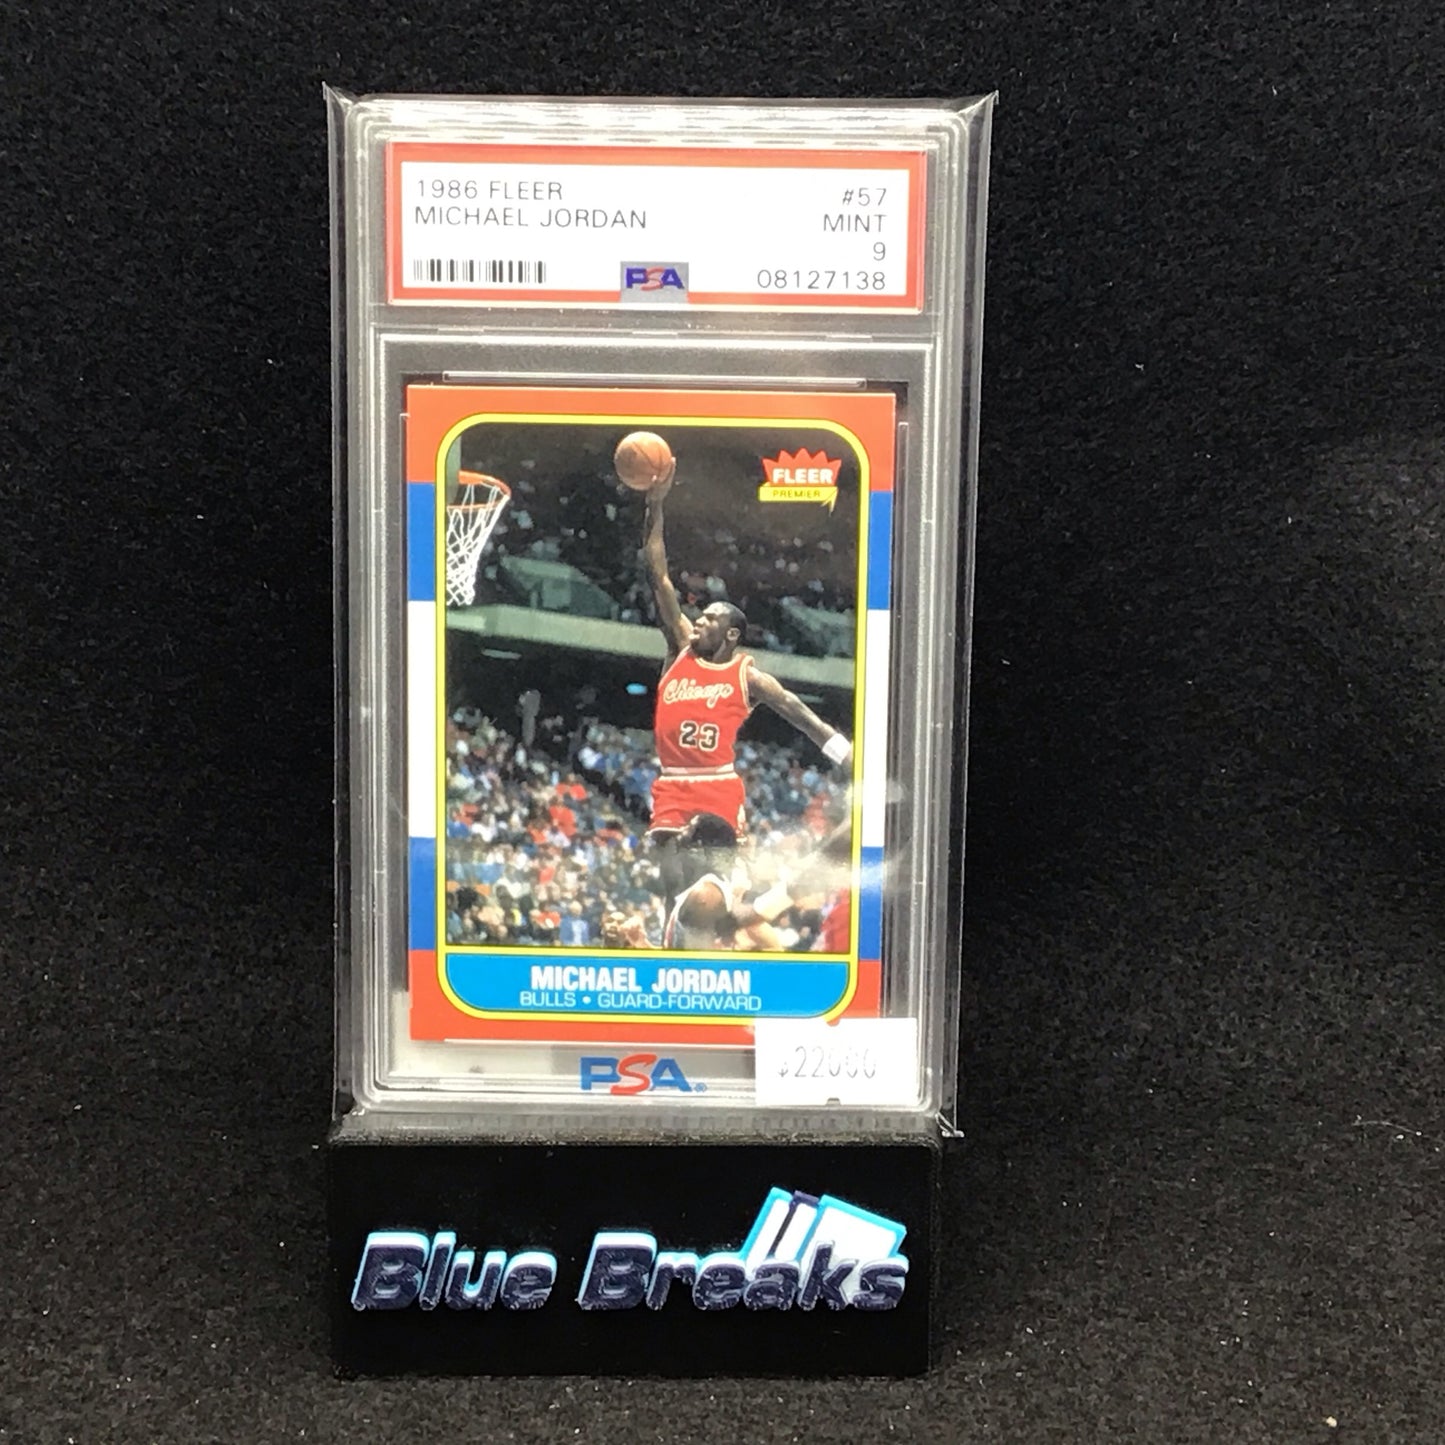 1986 FLEER #57
MICHAEL JORDAN MINT
9
PSA 08127138
FLEER
PREMIER
Chicago
23
MICHAEL JORDAN
BULLS • GUARD-FORWARD
PSA®
$22000
Blue Breaks